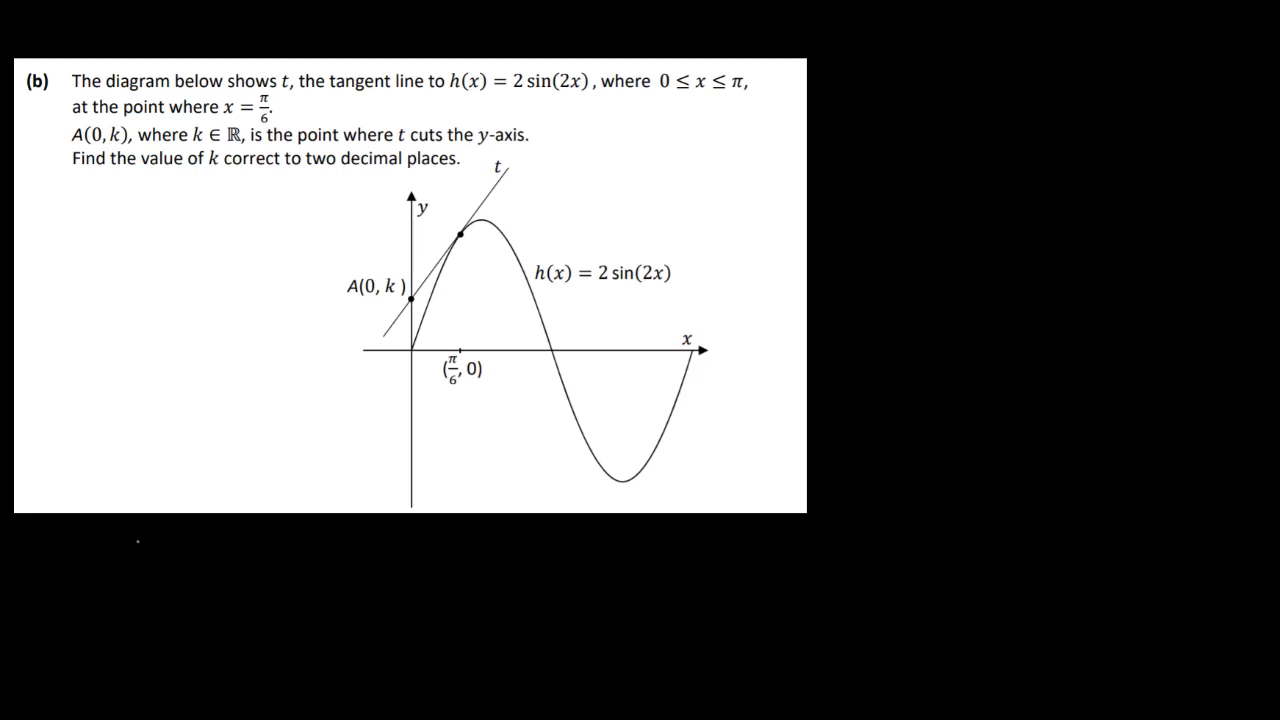 (b) The diagram below shows t, the tangent line to h(x) = 2 sin(2x), where 0 ≤ x ≤ π,
at the point where x = π/6.
A(0, k), where k ∈ ℝ, is the point where t cuts the y-axis.
Find the value of k correct to two decimal places.
t
y
h(x) = 2 sin(2x)
A(0, k )
x
(π/6, 0)